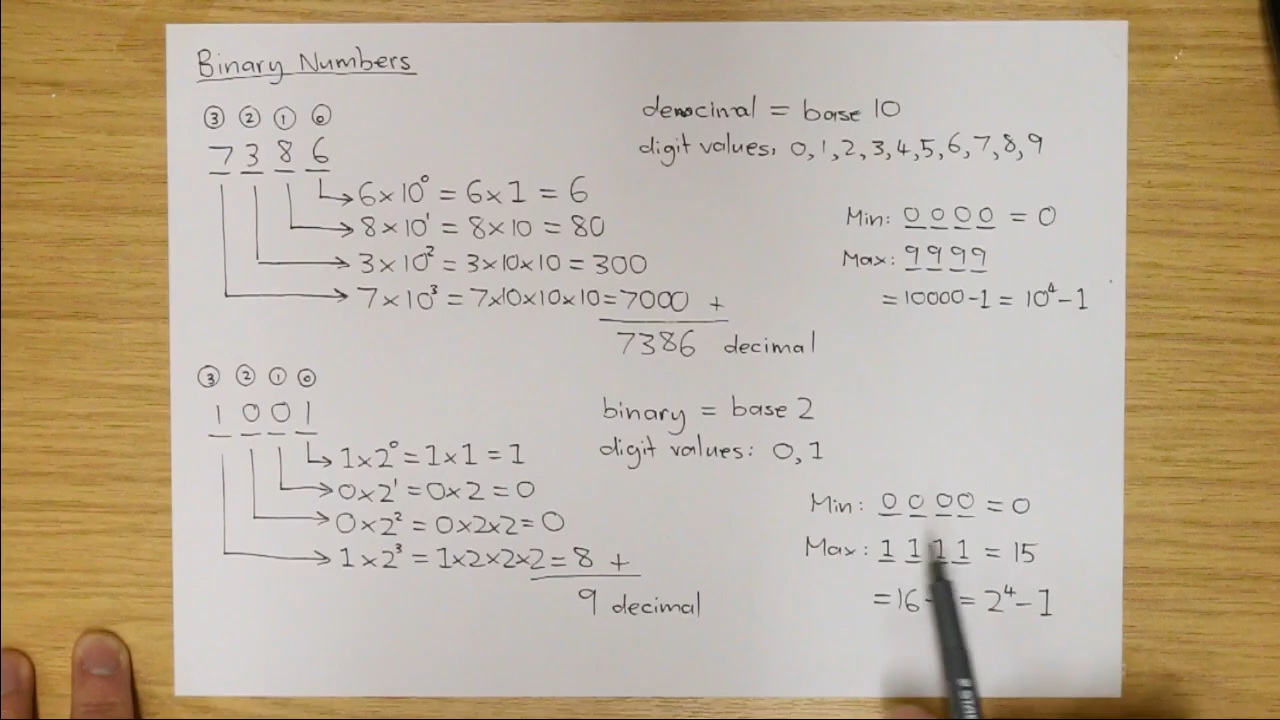 Binary Numbers
③ ② ① ⓪
7 3 8 6
6×10⁰ = 6×1 = 6
8×10¹ = 8×10 = 80
3×10² = 3×10×10 = 300
7×10³ = 7×10×10×10=7000 +
7386 decimal
denocinal = base 10
digit values, 0,1,2,3,4,5,6,7,8,9
Min: 0 0 0 0 = 0
Max: 9 9 9 9
= 10000-1 = 10⁴-1
③ ② ① ⓪
1 0 0 1
1×2⁰ = 1×1 = 1
0×2¹ = 0×2 = 0
0×2² = 0×2×2 = 0
1×2³ = 1×2×2×2 = 8 +
9 decimal
binary = base 2
digit values: 0,1
Min: 0 0 0 0 = 0
Max: 1 1 1 1 = 15
= 16 = 2⁴-1